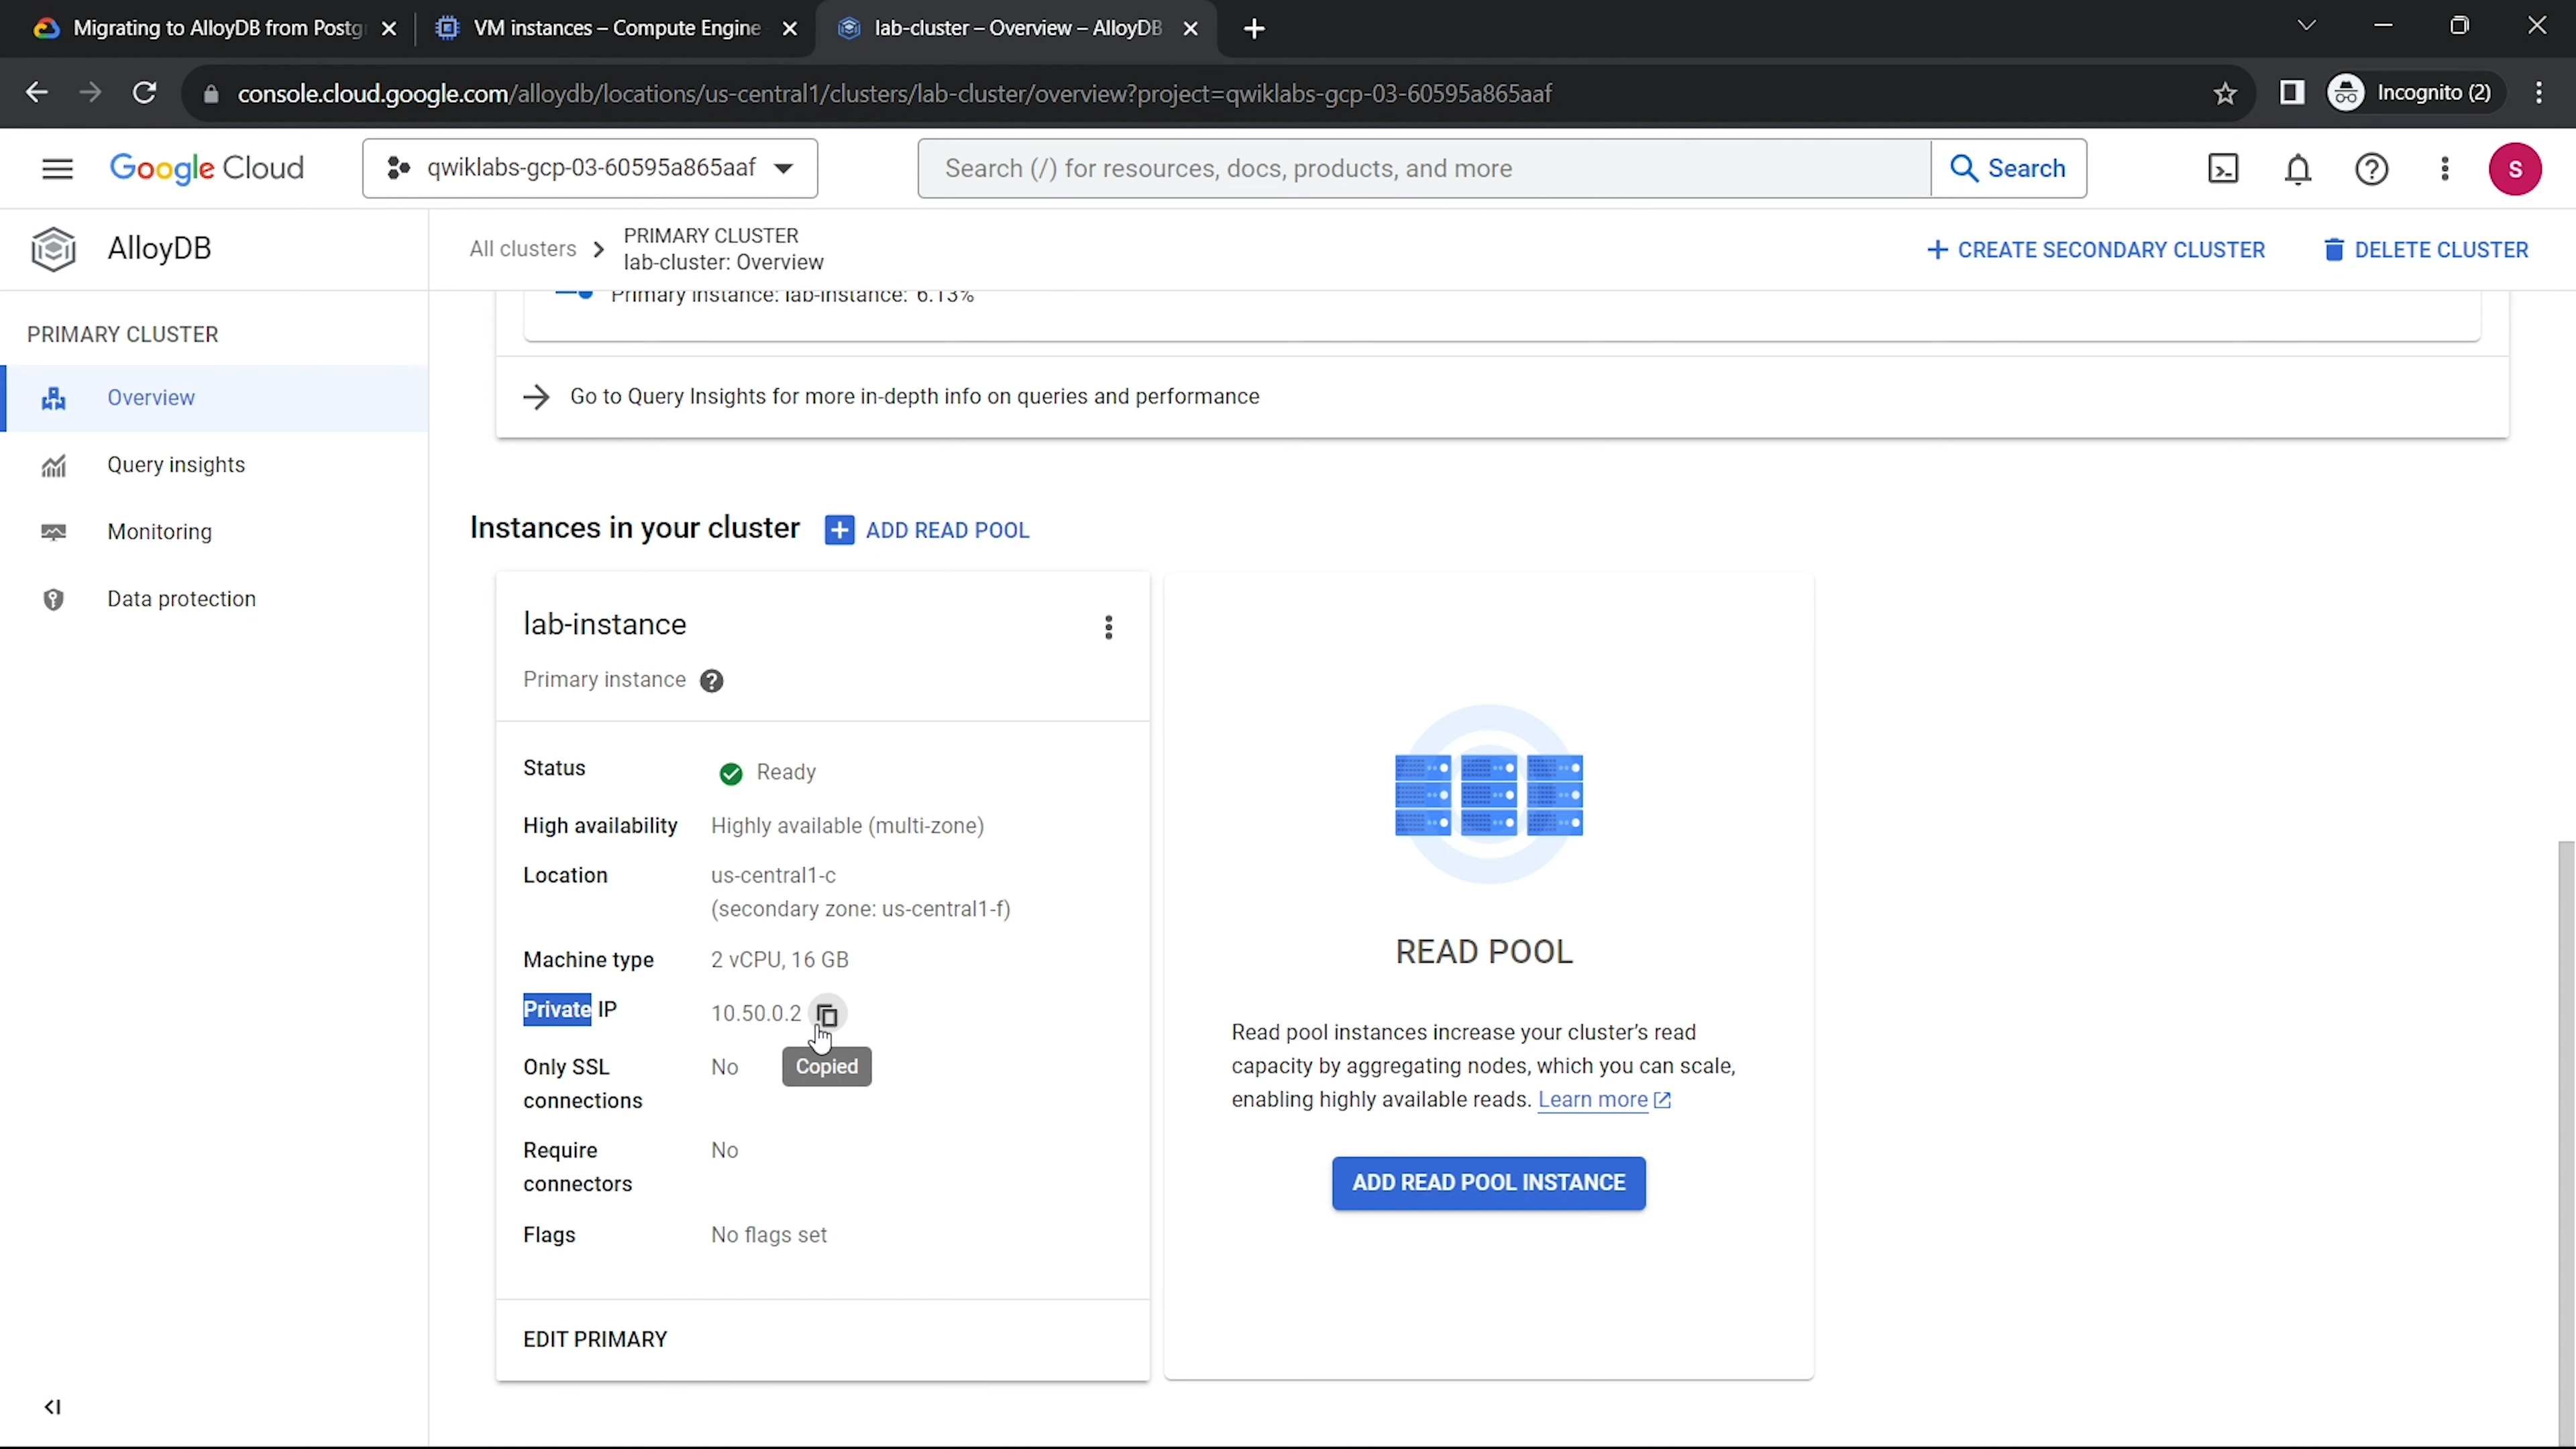 Migrating to AlloyDB from Postg
VM instances – Compute Engine
lab-cluster – Overview – AlloyDB
console.cloud.google.com/alloydb/locations/us-central1/clusters/lab-cluster/overview?project=qwiklabs-gcp-03-60595a865aaf
Incognito (2)
Google Cloud
qwiklabs-gcp-03-60595a865aaf
Search (/) for resources, docs, products, and more
Search
S
AlloyDB
All clusters
PRIMARY CLUSTER
lab-cluster: Overview
CREATE SECONDARY CLUSTER
DELETE CLUSTER
PRIMARY CLUSTER
Overview
Query insights
Monitoring
Data protection
Primary instance: lab-instance: 6.13%
Go to Query Insights for more in-depth info on queries and performance
Instances in your cluster
ADD READ POOL
lab-instance
Primary instance
Status Ready
High availability Highly available (multi-zone)
Location us-central1-c
(secondary zone: us-central1-f)
Machine type 2 vCPU, 16 GB
Private IP 10.50.0.2
Copied
Only SSL No
connections
Require No
connectors
Flags No flags set
EDIT PRIMARY
READ POOL
Read pool instances increase your cluster's read
capacity by aggregating nodes, which you can scale,
enabling highly available reads. Learn more
ADD READ POOL INSTANCE